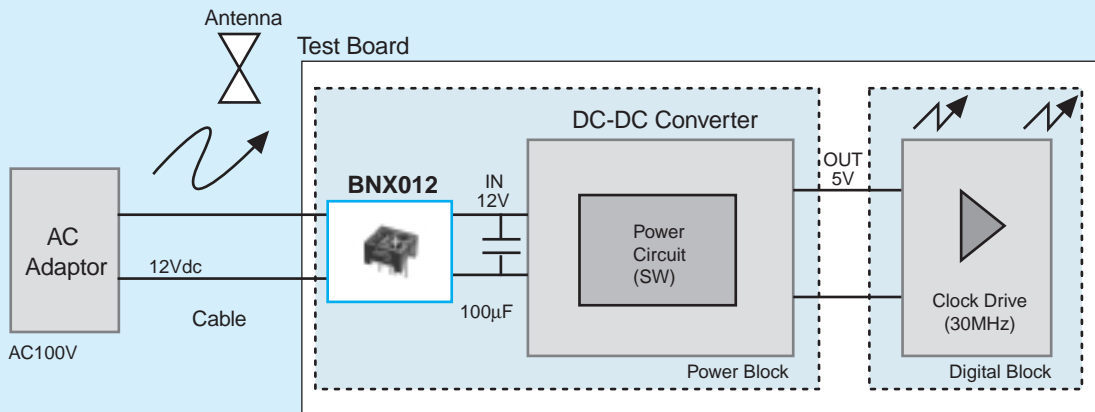 Antenna
Test Board
DC-DC Converter
BNX012
IN
12V
OUT
5V
AC
Adaptor
Power
Circuit
(SW)
12Vdc
Cable
100μF
Clock Drive
(30MHz)
AC100V
Power Block
Digital Block